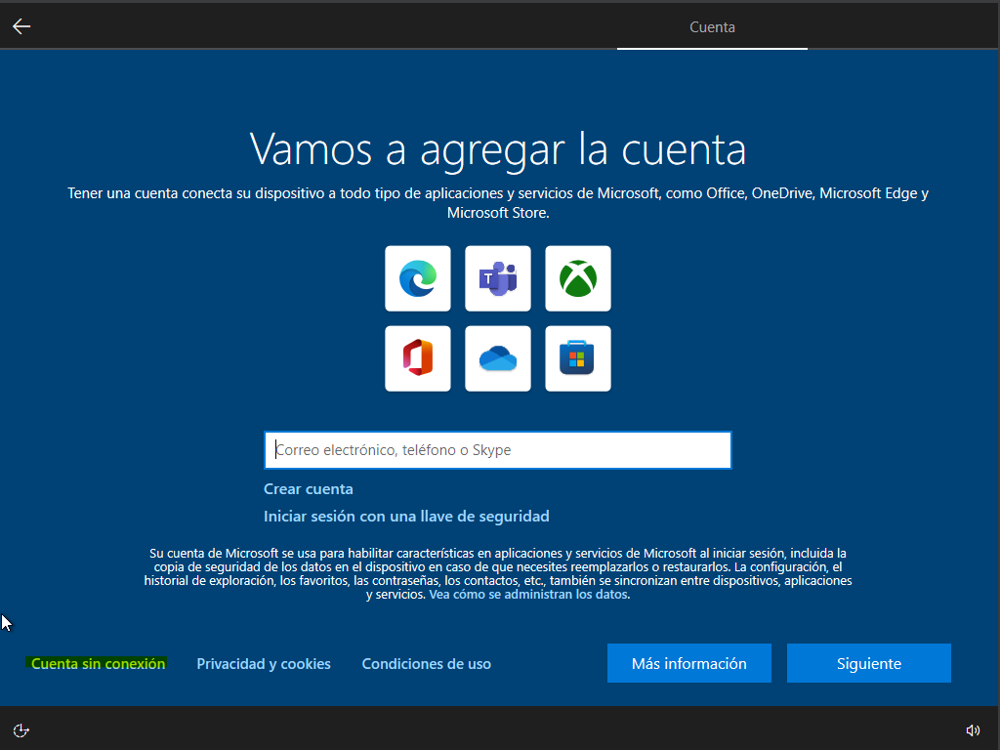 Cuenta
Vamos a agregar la cuenta
Tener una cuenta conecta su dispositivo a todo tipo de aplicaciones y servicios de Microsoft, como Office, OneDrive, Microsoft Edge y
Microsoft Store.
T
Correo electrónico, teléfono o Skype
Crear cuenta
Iniciar sesión con una llave de seguridad
Su cuenta de Microsoft se usa para habilitar características en aplicaciones y servicios de Microsoft al iniciar sesión, incluida la
copia de seguridad de los datos en el dispositivo en caso de que necesites reemplazarlos o restaurarlos. La configuración, el
historial de exploración, los favoritos, las contraseñas, los contactos, etc., también se sincronizan entre dispositivos, aplicaciones
y servicios. Vea cómo se administran los datos.
Cuenta sin conexión Privacidad y cookies Condiciones de uso Más información Siguiente